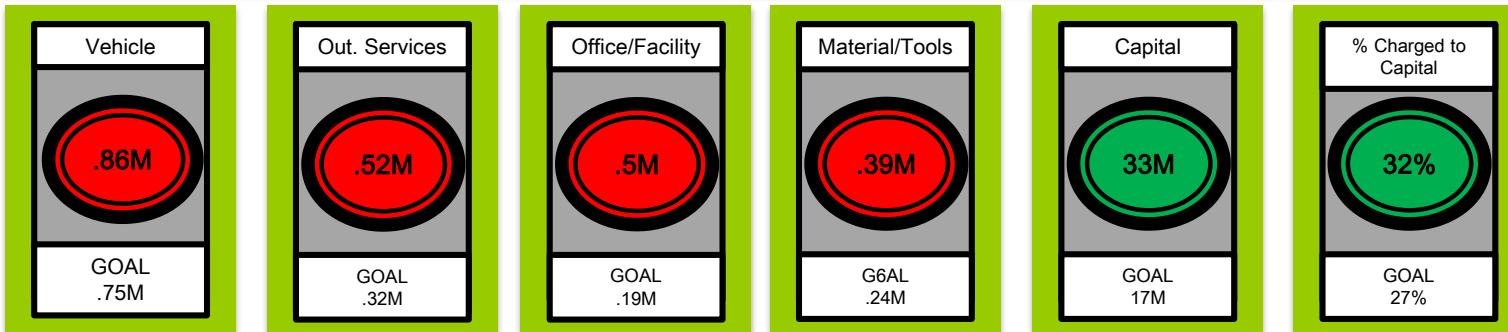 Vehicle
.86M
GOAL
.75M
Out. Services
.52M
GOAL
.32M
Office/Facility
.5M
GOAL
.19M
Material/Tools
.39M
G6AL
.24M
Capital
33M
GOAL
17M
% Charged to
Capital
32%
GOAL
27%